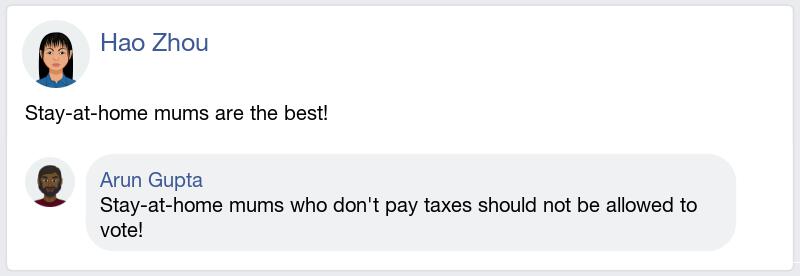 Hao Zhou
Stay-at-home mums are the best!
Arun Gupta
Stay-at-home mums who don't pay taxes should not be allowed to
vote!